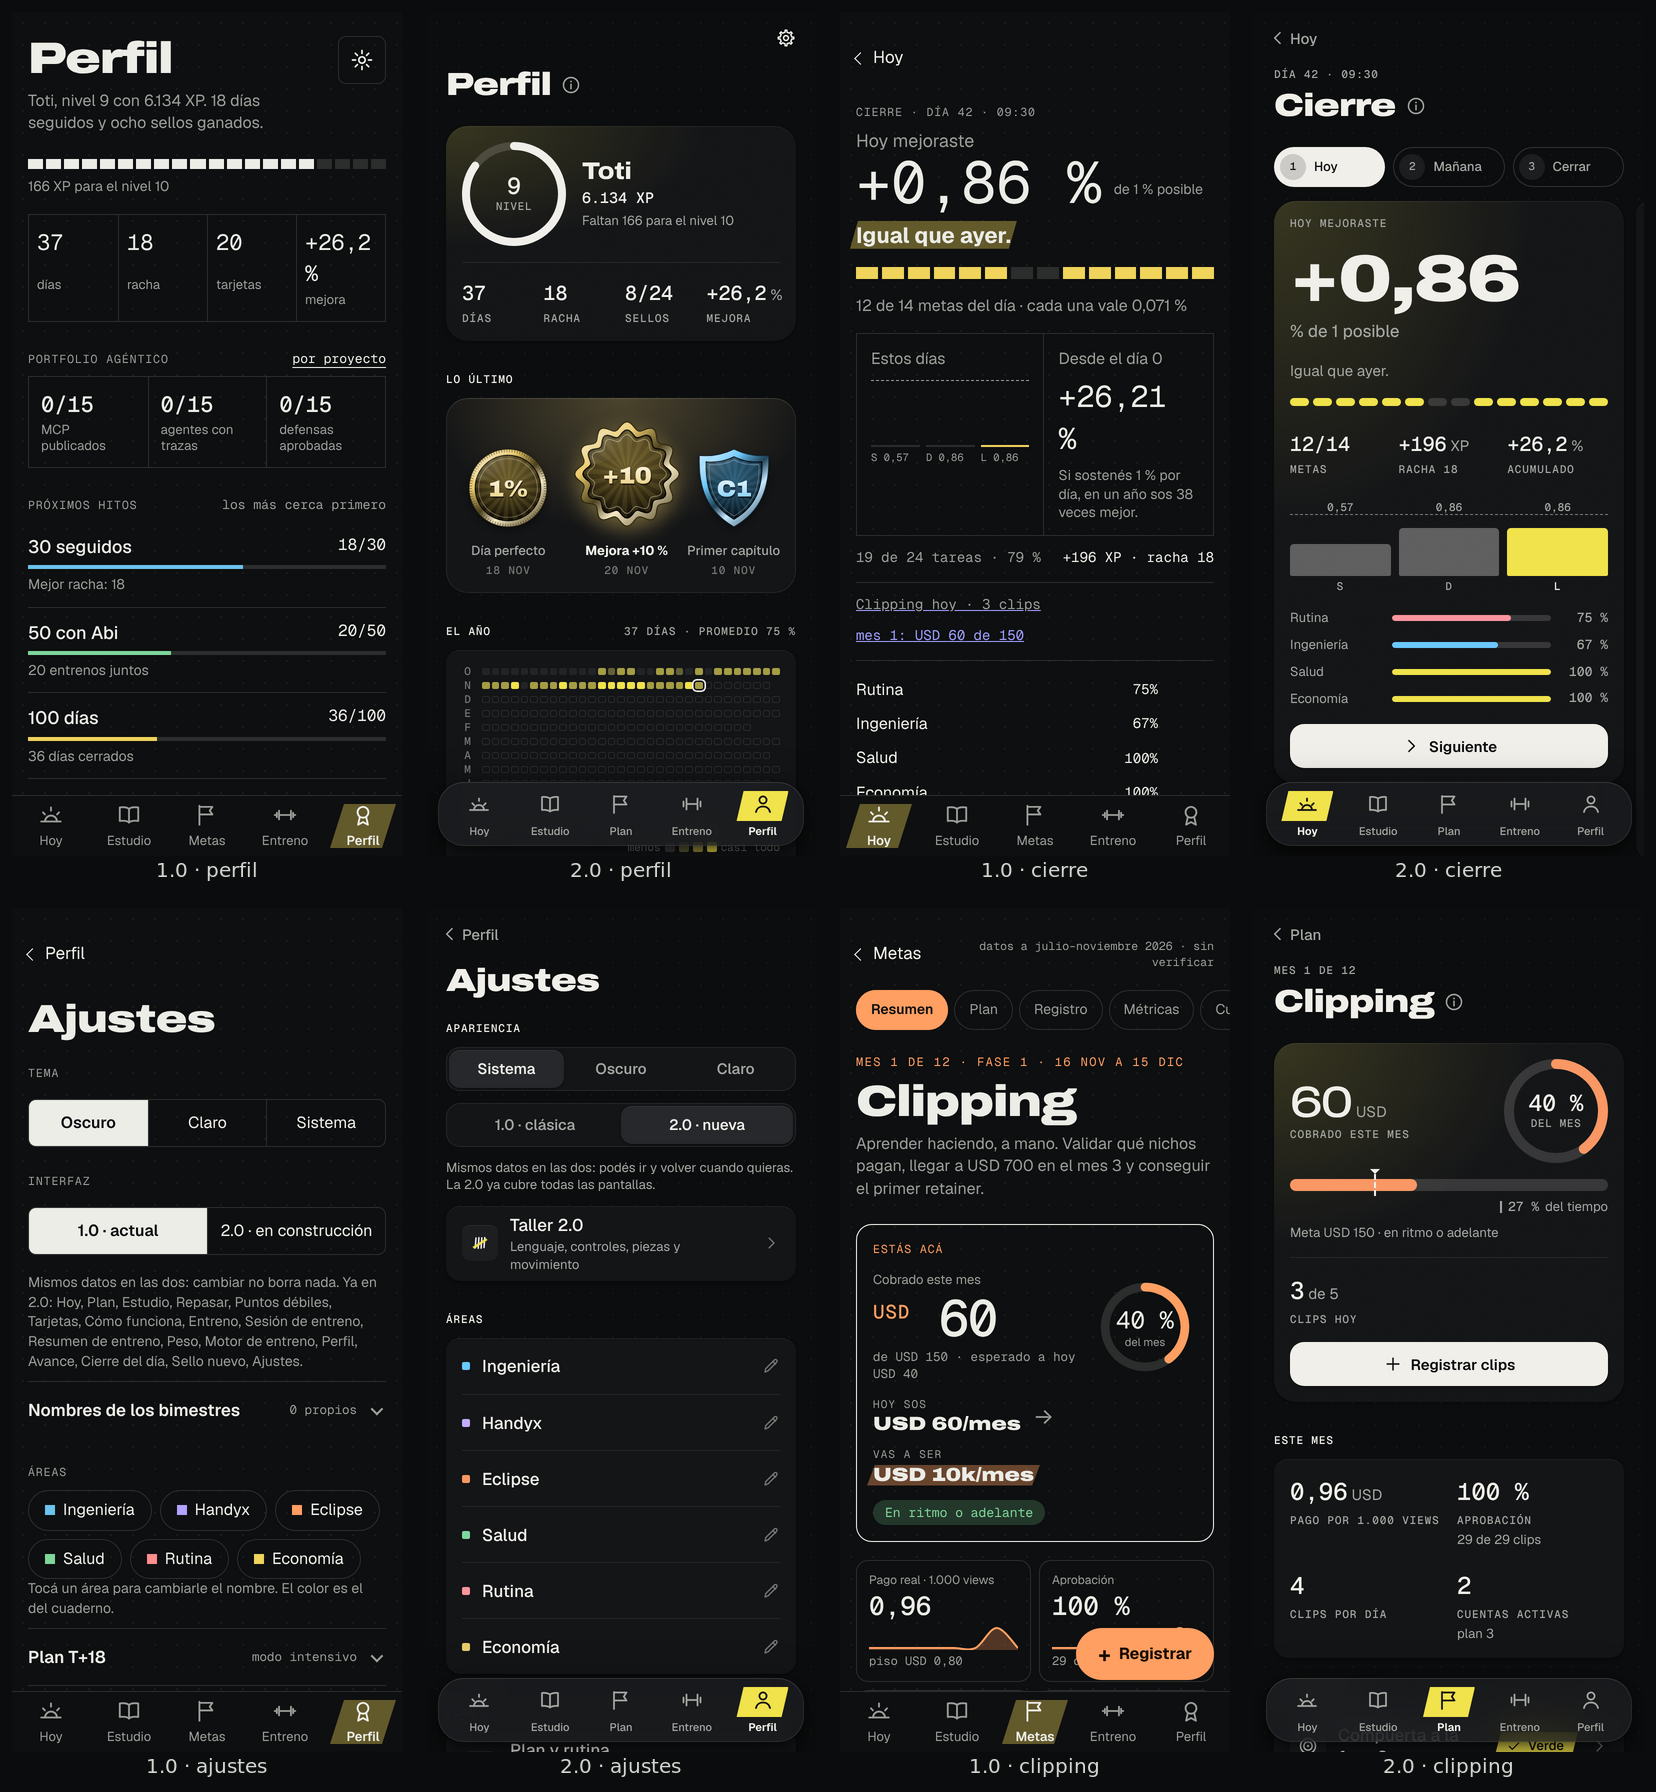 Perfil
Toti, nivel 9 con 6.134 XP. 18 días
seguidos y ocho sellos ganados.
166 XP para el nivel 10
37
días
18
racha
20
tarjetas
+26,2
%
mejora
PORTFOLIO AGÉNTICO
por proyecto
0/15
MCP
publicados
0/15
agentes con
trazas
0/15
defensas
aprobadas
PRÓXIMOS HITOS
los más cerca primero
30 seguidos
18/30
Mejor racha: 18
50 con Abi
20/50
20 entrenos juntos
100 días
36/100
36 días cerrados
Hoy
Estudio
Metas
Entreno
Perfil
1.0 · perfil
Perfil
9
NIVEL
Toti
6.134 XP
Faltan 166 para el nivel 10
37
DÍAS
18
RACHA
8/24
SELLOS
+26,2 %
MEJORA
LO ÚLTIMO
1%
+10
C1
Día perfecto
18 NOV
Mejora +10 %
20 NOV
Primer capítulo
10 NOV
EL AÑO
37 DÍAS · PROMEDIO 75 %
O
N
D
E
F
M
A
M
menos
casi todo
Hoy
Estudio
Plan
Entreno
Perfil
2.0 · perfil
Hoy
CIERRE · DÍA 42 · 09:30
Hoy mejoraste
+0,86 %
de 1 % posible
Igual que ayer.
12 de 14 metas del día · cada una vale 0,071 %
Estos días
S 0,57
D 0,86
L 0,86
Desde el día 0
+26,21
%
Si sostenés 1 % por
día, en un año sos 38
veces mejor.
19 de 24 tareas · 79 %
+196 XP · racha 18
Clipping hoy · 3 clips
mes 1: USD 60 de 150
Rutina
75%
Ingeniería
67%
Salud
100%
Economía
100%
Hoy
Estudio
Metas
Entreno
Perfil
1.0 · cierre
Hoy
DÍA 42 · 09:30
Cierre
1 Hoy
2 Mañana
3 Cerrar
HOY MEJORASTE
+0,86
% de 1 posible
Igual que ayer.
12/14
METAS
+196 XP
RACHA 18
+26,2 %
ACUMULADO
0,57
0,86
0,86
S
D
L
Rutina
75 %
Ingeniería
67 %
Salud
100 %
Economía
100 %
Siguiente
Hoy
Estudio
Plan
Entreno
Perfil
2.0 · cierre
Perfil
Ajustes
TEMA
Oscuro
Claro
Sistema
INTERFAZ
1.0 · actual
2.0 · en construcción
Mismos datos en las dos: cambiar no borra nada. Ya en
2.0: Hoy, Plan, Estudio, Repasar, Puntos débiles,
Tarjetas, Cómo funciona, Entreno, Sesión de entreno,
Resumen de entreno, Peso, Motor de entreno, Perfil,
Avance, Cierre del día, Sello nuevo, Ajustes.
Nombres de los bimestres
0 propios
ÁREAS
Ingeniería
Handyx
Eclipse
Salud
Rutina
Economía
Tocá un área para cambiarle el nombre. El color es el
del cuaderno.
Plan T+18
modo intensivo
Hoy
Estudio
Metas
Entreno
Perfil
1.0 · ajustes
Perfil
Ajustes
APARIENCIA
Sistema
Oscuro
Claro
1.0 · clásica
2.0 · nueva
Mismos datos en las dos: podés ir y volver cuando quieras.
La 2.0 ya cubre todas las pantallas.
Taller 2.0
Lenguaje, controles, piezas y
movimiento
ÁREAS
Ingeniería
Handyx
Eclipse
Salud
Rutina
Economía
Hoy
Estudio
Plan
Entreno
Perfil
Plan y rutina
2.0 · ajustes
Metas
datos a julio-noviembre 2026 · sin
verificar
Resumen
Plan
Registro
Métricas
Cu
MES 1 DE 12 · FASE 1 · 16 NOV A 15 DIC
Clipping
Aprender haciendo, a mano. Validar qué nichos
pagan, llegar a USD 700 en el mes 3 y conseguir
el primer retainer.
ESTÁS ACÁ
Cobrado este mes
USD 60
de USD 150 · esperado a hoy
USD 40
40 %
del mes
HOY SOS
USD 60/mes
VAS A SER
USD 10k/mes
En ritmo o adelante
Pago real · 1.000 views
0,96
piso USD 0,80
Aprobación
100 %
29
+ Registrar
Hoy
Estudio
Metas
Entreno
Perfil
1.0 · clipping
Plan
MES 1 DE 12
Clipping
60 USD
COBRADO ESTE MES
40 %
DEL MES
27 % del tiempo
Meta USD 150 · en ritmo o adelante
3 de 5
CLIPS HOY
Registrar clips
ESTE MES
0,96 USD
PAGO POR 1.000 VIEWS
100 %
APROBACIÓN
29 de 29 clips
4
CLIPS POR DÍA
2
CUENTAS ACTIVAS
plan 3
Hoy
Estudio
Plan
Entreno
Perfil
Compuerta a la
Verde
2.0 · clipping